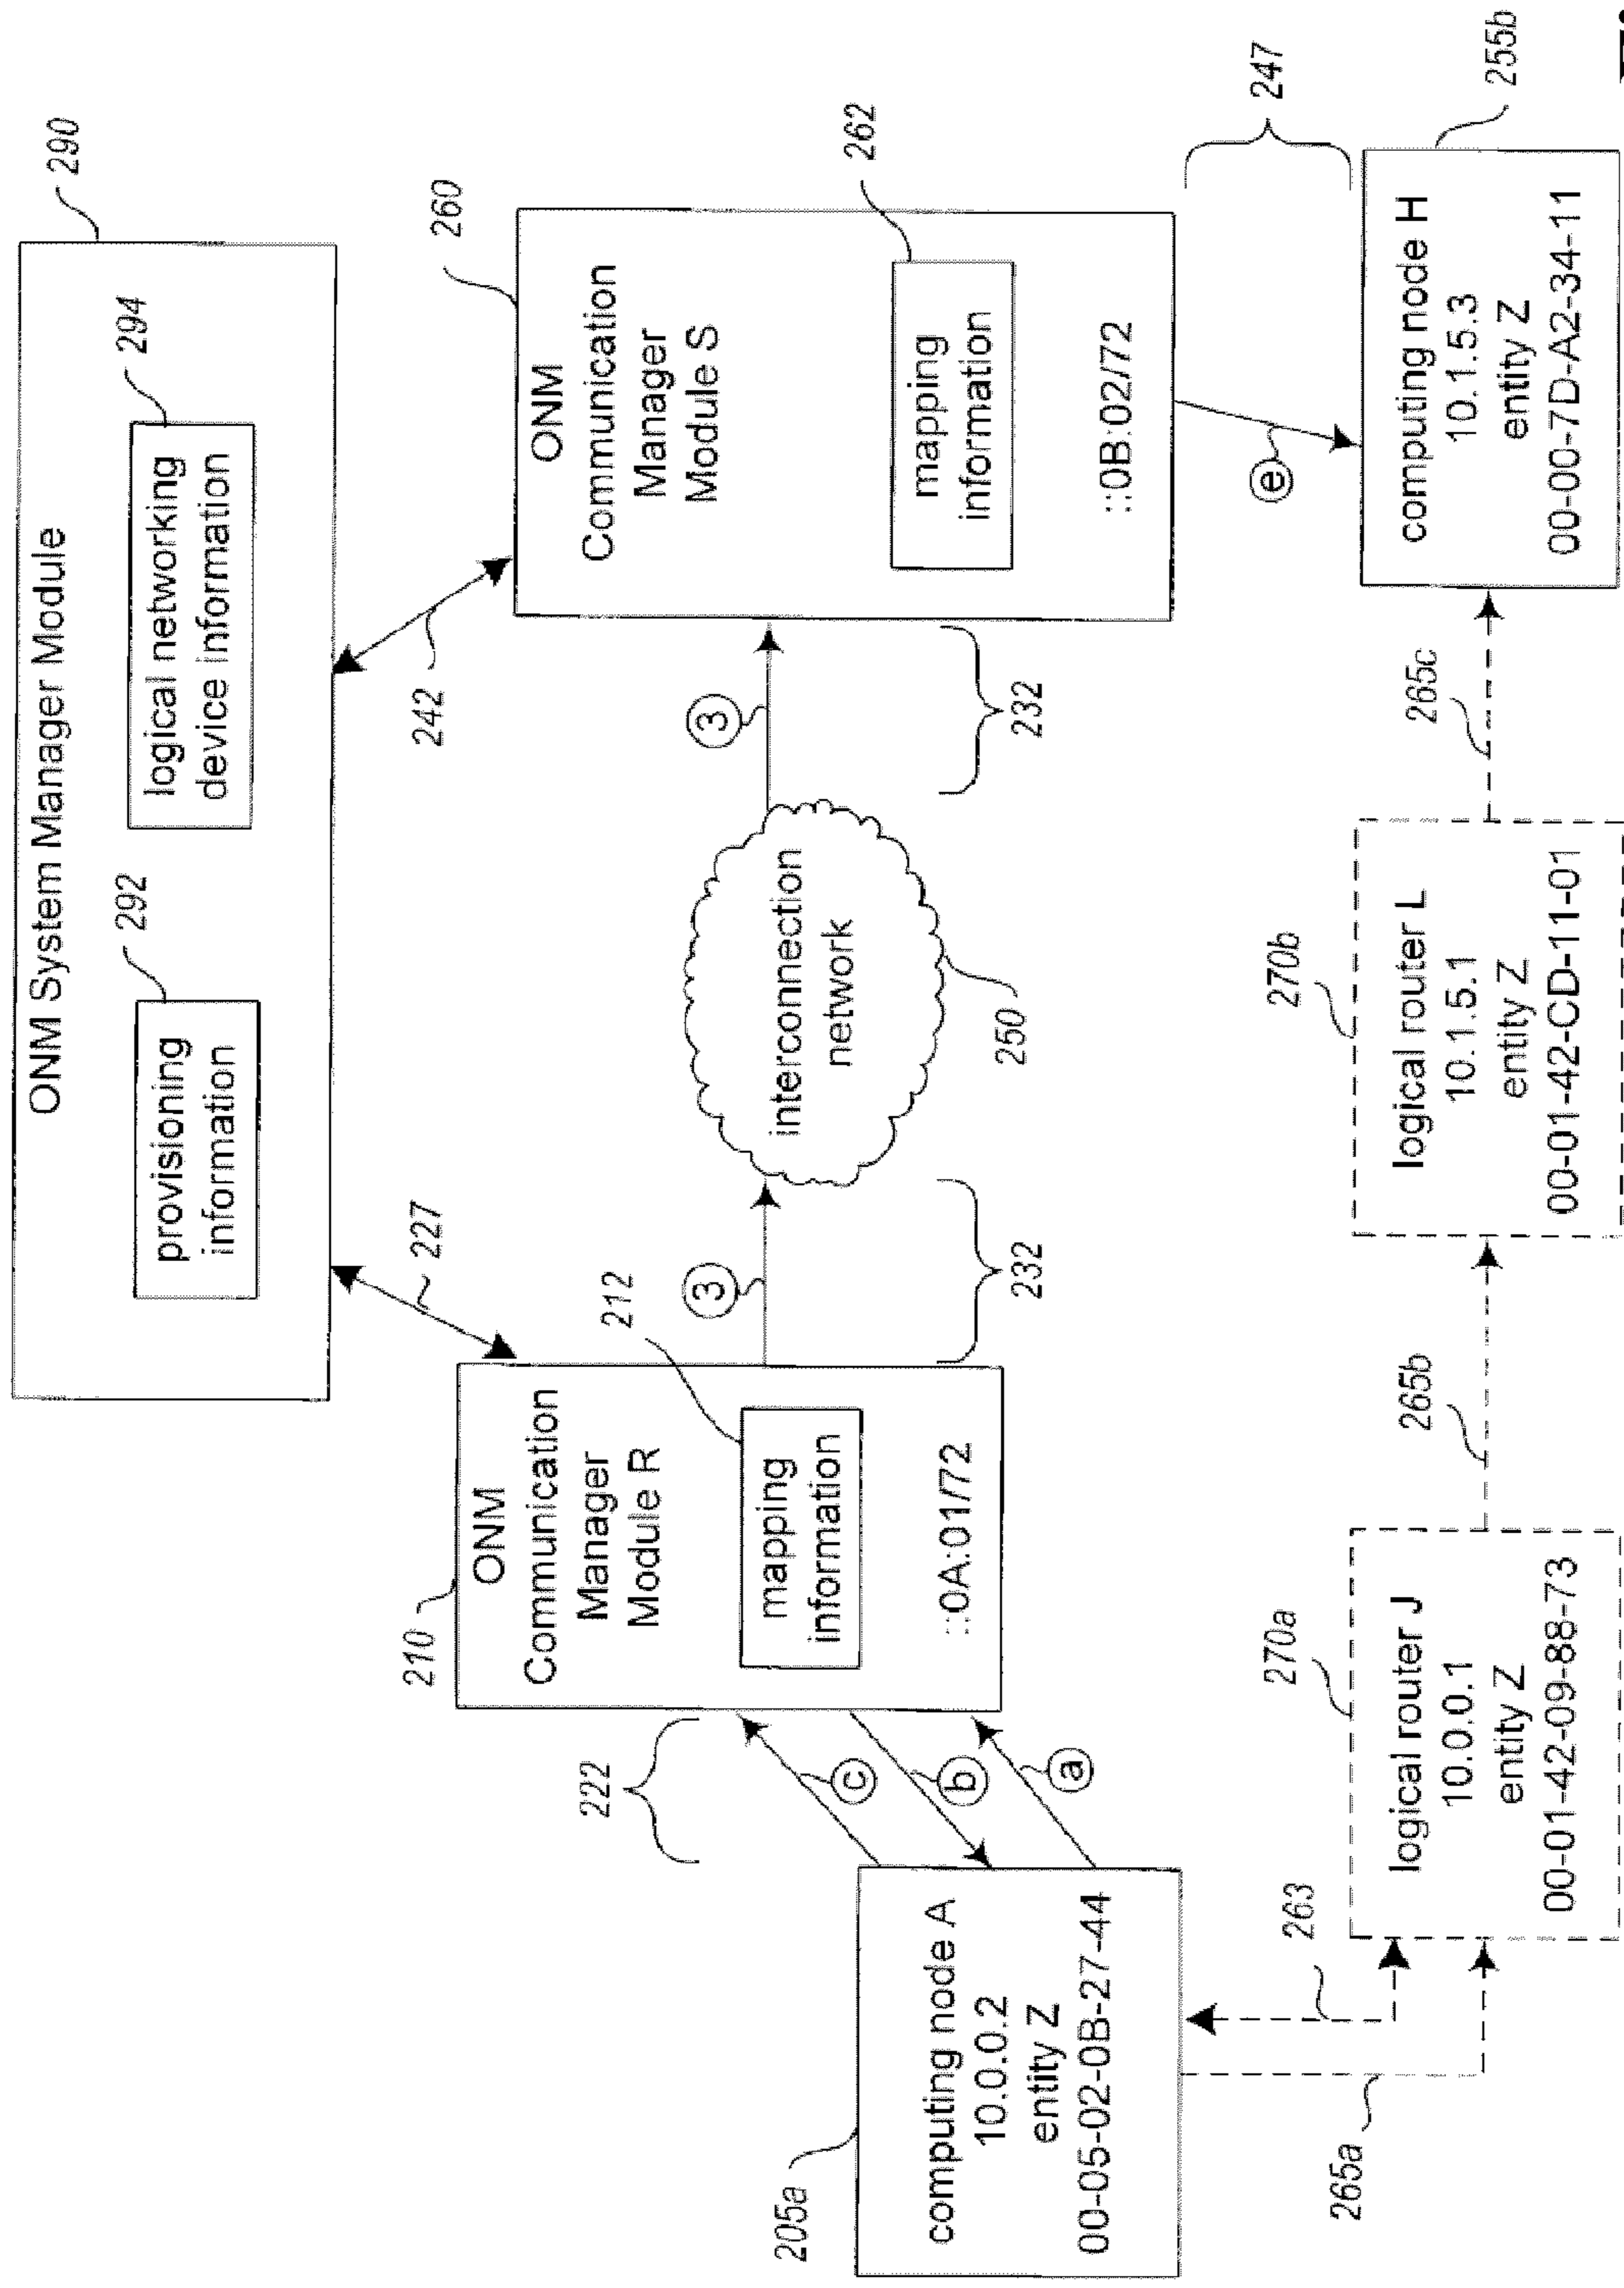 290
ONM System Manager Module
292
provisioning
information
294
logical networking
device information
227
242
210
ONM
Communication
Manager
Module R
212
mapping
information
::0A:01/72
260
ONM
Communication
Manager
Module S
262
mapping
information
::0B:02/72
3
3
232
232
interconnection
network
250
222
c
b
a
e
247
205a
computing node A
10.0.0.2
entity Z
00-05-02-0B-27-44
263
265a
270a
logical router J
10.0.0.1
entity Z
00-01-42-09-88-73
265b
270b
logical router L
10.1.5.1
entity Z
00-01-42-CD-11-01
265c
255b
computing node H
10.1.5.3
entity Z
00-00-7D-A2-34-11